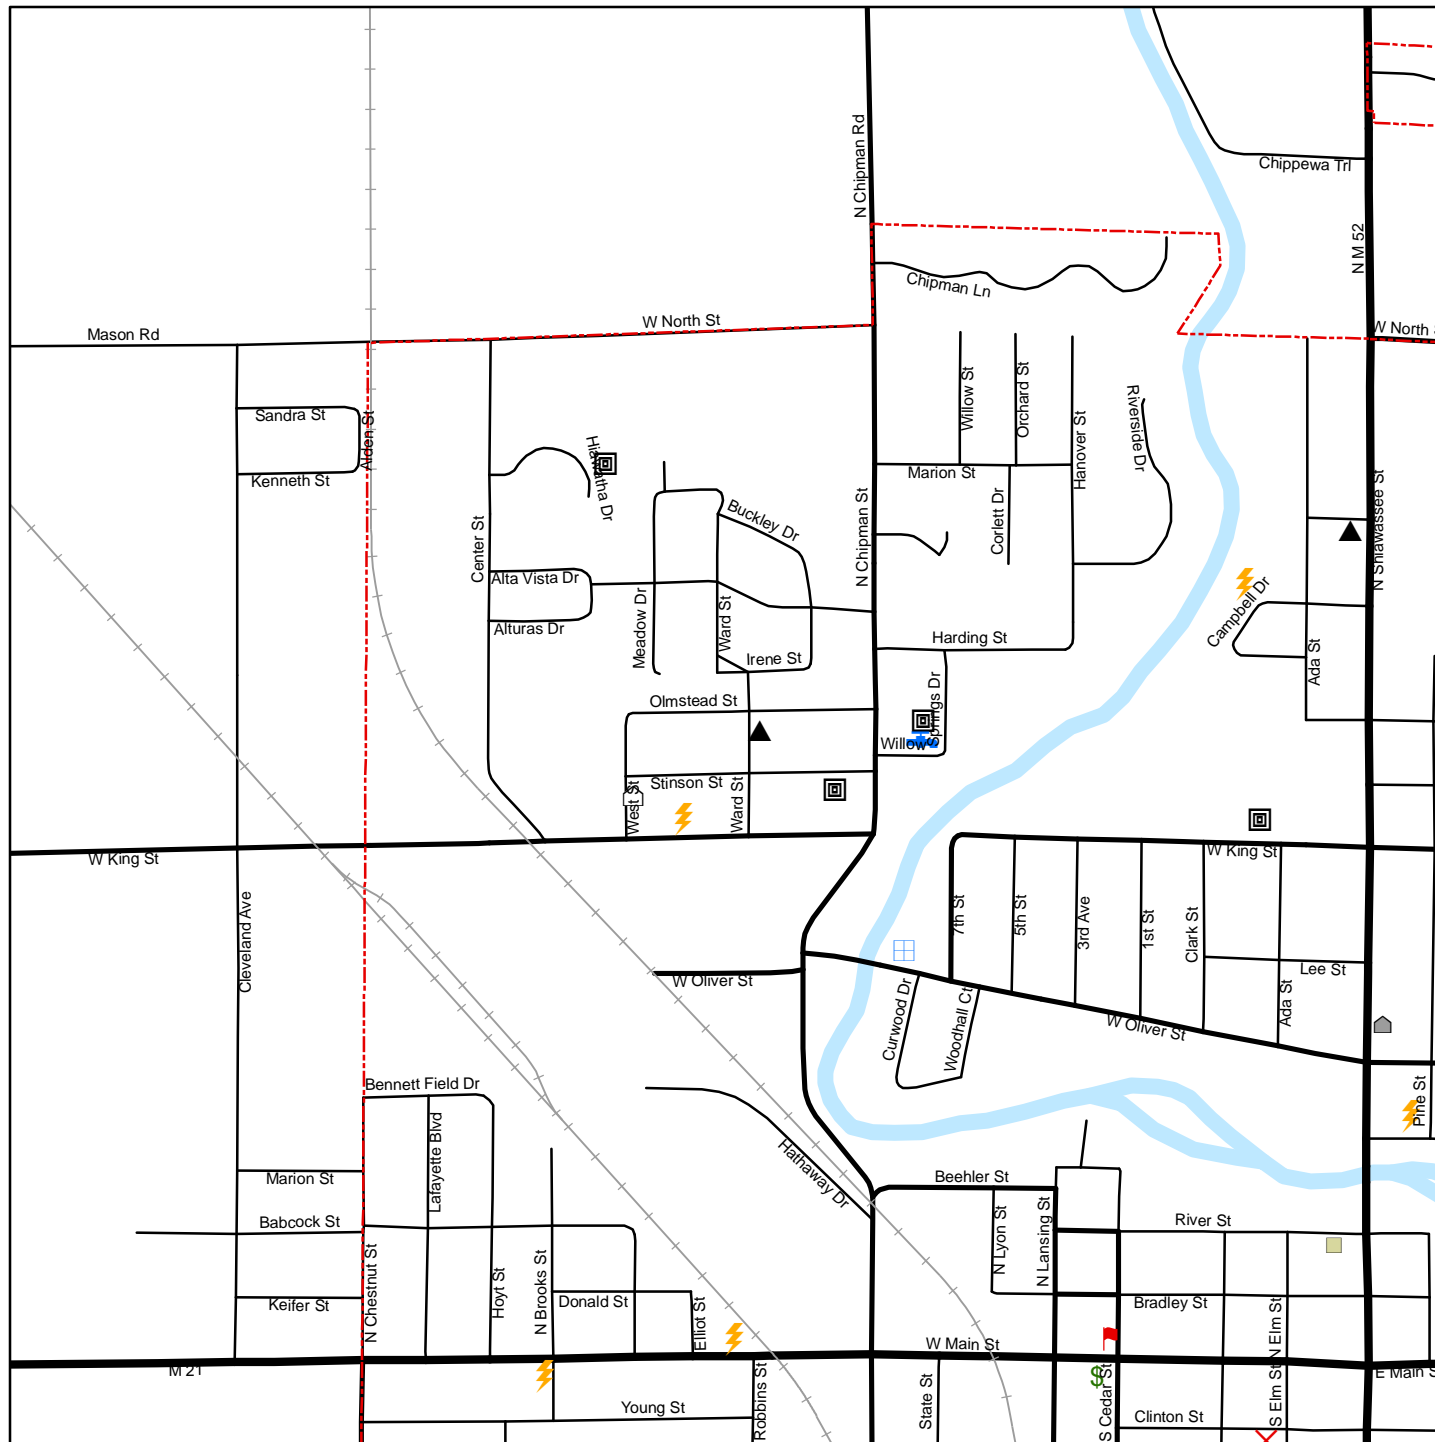 N Chipman Rd
Chippewa Trl
N M 52
Chipman Ln
W North St
Mason Rd
W North S
Willow St
Orchard St
Hanover St
Riverside Dr
Sandra St
Alden St
Kenneth St
Hiawatha Dr
Marion St
Buckley Dr
Corlett Dr
N Chipman St
N Shiawassee St
Center St
Alta Vista Dr
Alturas Dr
Meadow Dr
Ward St
Irene St
Harding St
Campbell Dr
Ada St
Olmstead St
Willow Springs Dr
Stinson St
West St
Ward St
W King St
W King St
Cleveland Ave
7th St
5th St
3rd Ave
1st St
Clark St
Lee St
Ada St
W Oliver St
Curwood Dr
Woodhall Ct
W Oliver St
Bennett Field Dr
Lafayette Blvd
Pine St
Hathaway Dr
Marion St
Beehler St
Babcock St
River St
N Chestnut St
Hoyt St
N Brooks St
N Lyon St
N Lansing St
Keifer St
Donald St
Elliot St
Bradley St
N Elm St
W Main St
M 21
E Main S
Robbins St
State St
S Cedar St
S Elm St
Young St
Clinton St
$